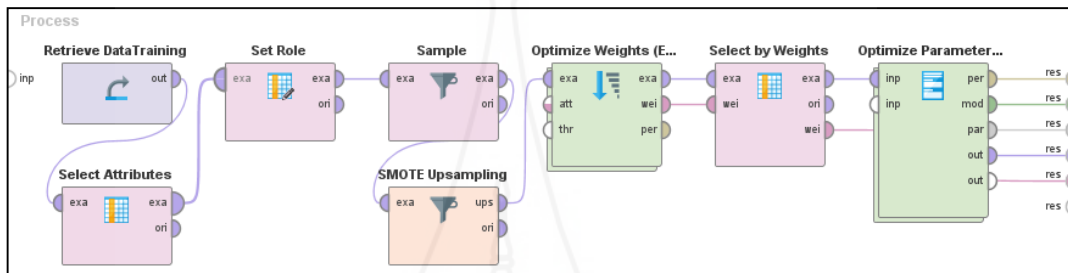 Process
Retrieve DataTraining
Set Role
Sample
Optimize Weights (E...
Select by Weights
Optimize Parameter...
inp
out
exa
exa
ori
exa
exa
ori
exa
att
thr
exa
wei
per
exa
wei
exa
ori
wei
inp
inp
per
mod
par
out
out
res
res
res
res
res
res
Select Attributes
exa
exa
ori
SMOTE Upsampling
exa
ups
ori